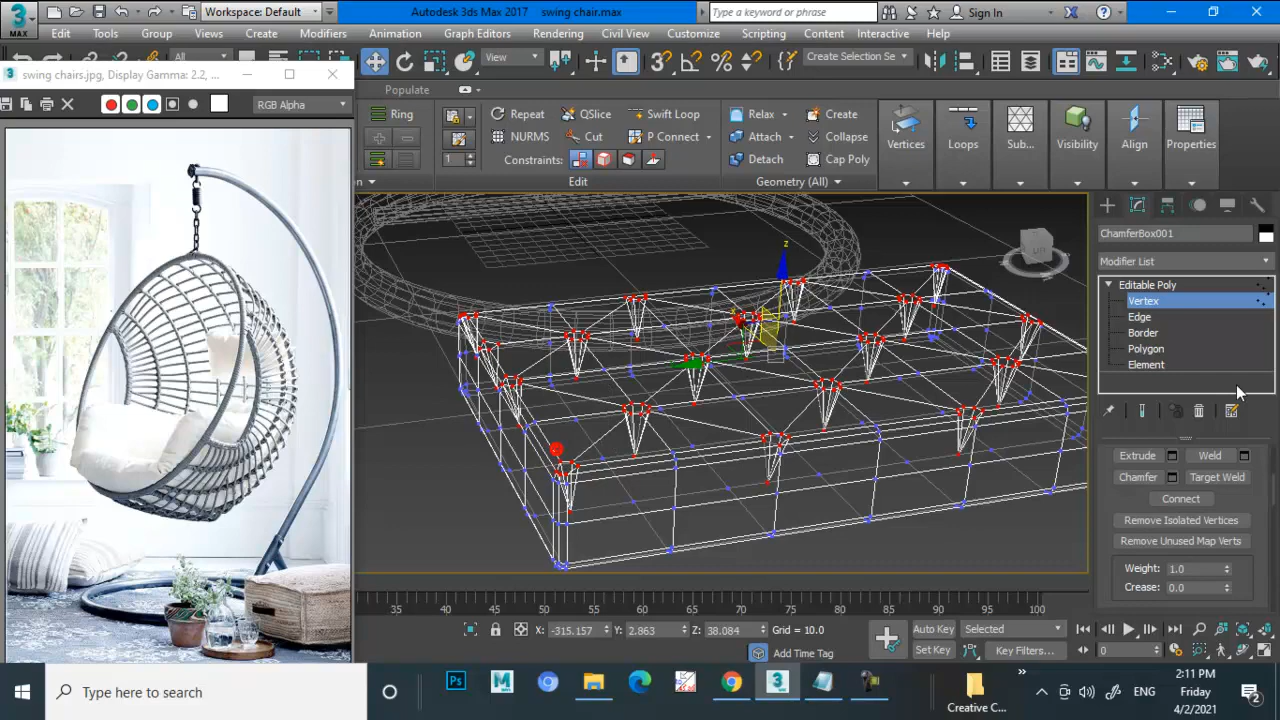 MAX
Workspace: Default
Autodesk 3ds Max 2017
swing chair.max
Type a keyword or phrase
Sign In
Edit Tools Group Views Create Modifiers Animation Graph Editors Rendering Civil View Customize Scripting Content Interactive Help
All
View
Create Selection Se
swing chairs.jpg, Display Gamma: 2.2, ...
RGB Alpha
Populate
Ring
Repeat QSlice Swift Loop
NURMS Cut P Connect
Constraints:
1
Edit
Relax Create
Attach Collapse
Detach Cap Poly
Geometry (All)
Vertices Loops Sub... Visibility Align Properties
z
ChamferBox001
Modifier List
Editable Poly
Vertex
Edge
Border
Polygon
Element
Extrude Weld
Chamfer Target Weld
Connect
Remove Isolated Vertices
Remove Unused Map Verts
Weight: 1.0
Crease: 0.0
35 40 45 50 55 60 65 70 75 80 85 90 95 100
X: -315.157 Y: 2.863 Z: 38.084 Grid = 10.0
Add Time Tag
Auto Key Selected
Set Key Key Filters...
0
Type here to search
Ps
Creative C...
ENG
2:11 PM
Friday
4/2/2021
2